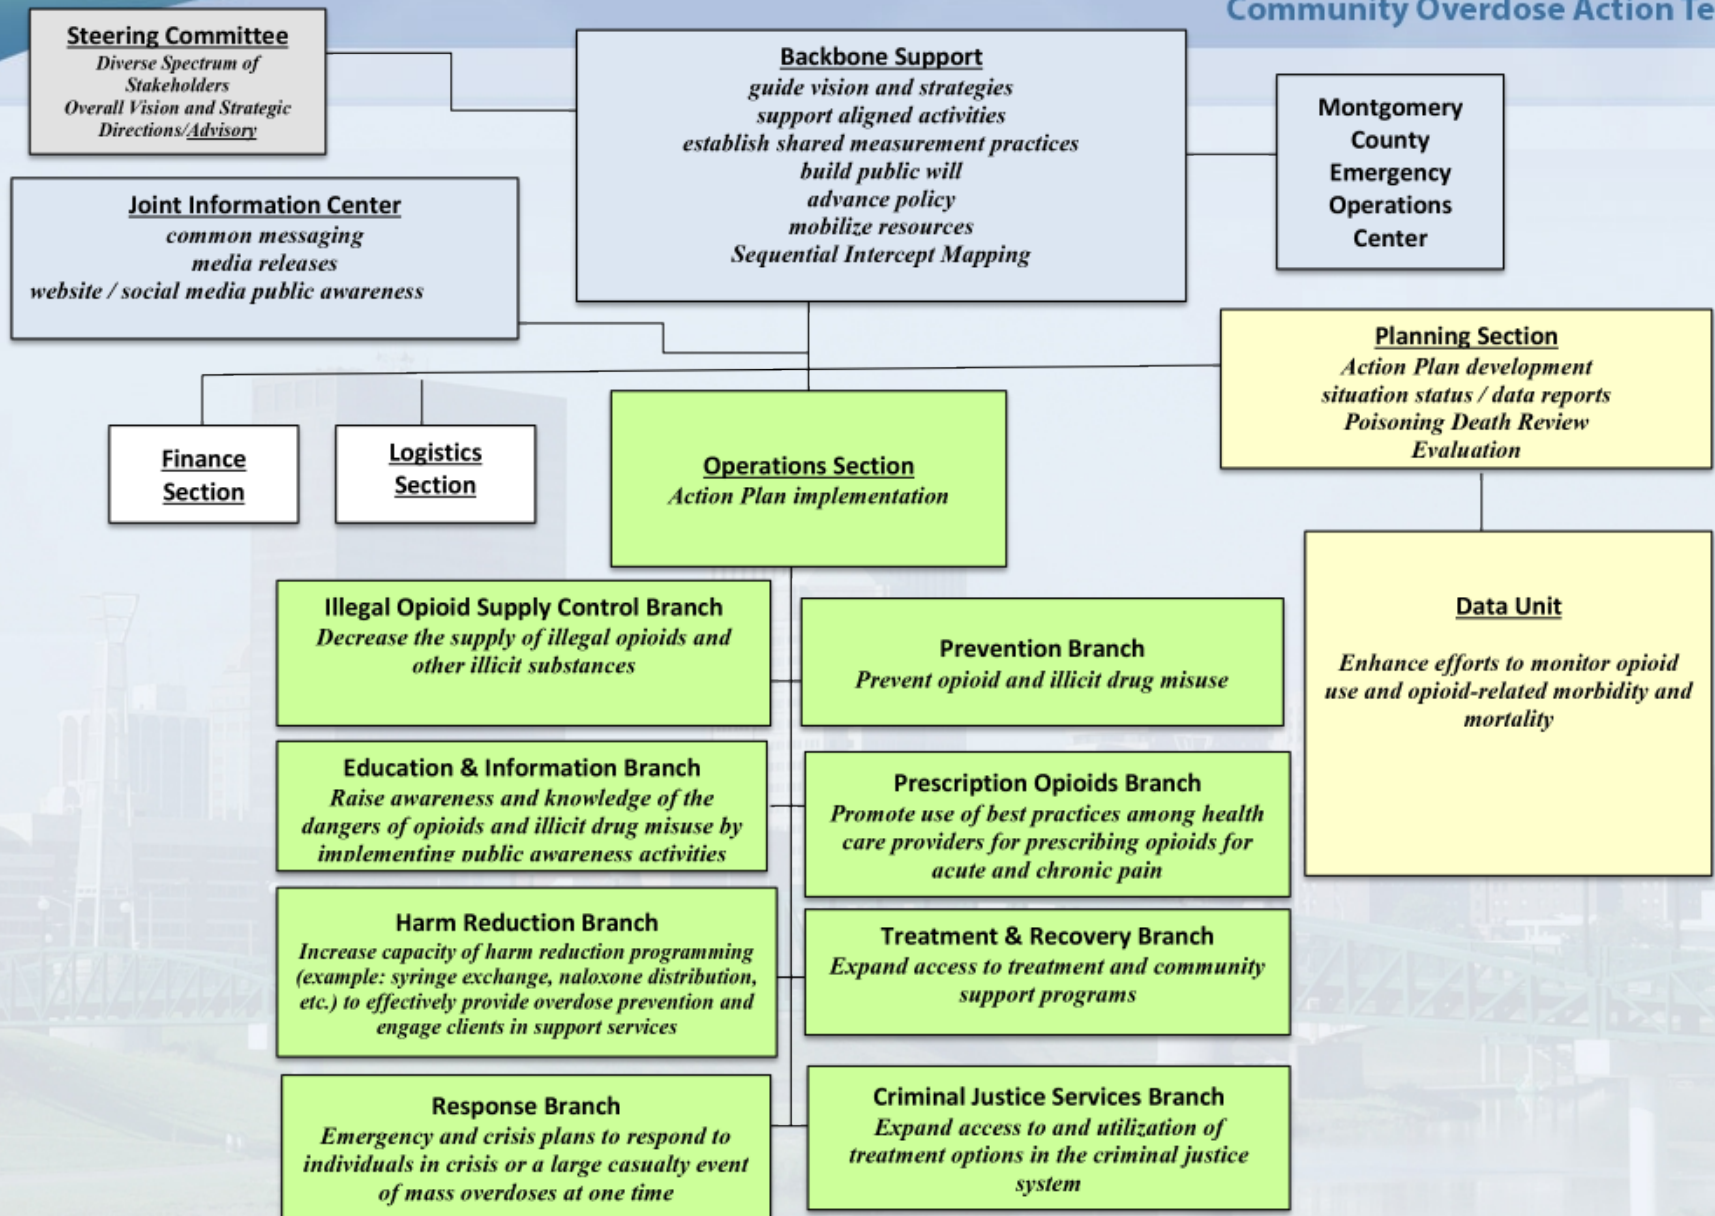 Community Overdose Action Te
Steering Committee
Diverse Spectrum of
Stakeholders
Overall Vision and Strategic
Directions/Advisory
Backbone Support
guide vision and strategies
support aligned activities
establish shared measurement practices
build public will
advance policy
mobilize resources
Sequential Intercept Mapping
Montgomery
County
Emergency
Operations
Center
Joint Information Center
common messaging
media releases
website / social media public awareness
Planning Section
Action Plan development
situation status / data reports
Poisoning Death Review
Evaluation
Finance
Section
Logistics
Section
Operations Section
Action Plan implementation
Data Unit
Enhance efforts to monitor opioid
use and opioid-related morbidity and
mortality
Illegal Opioid Supply Control Branch
Decrease the supply of illegal opioids and
other illicit substances
Prevention Branch
Prevent opioid and illicit drug misuse
Education & Information Branch
Raise awareness and knowledge of the
dangers of opioids and illicit drug misuse by
implementing public awareness activities
Prescription Opioids Branch
Promote use of best practices among health
care providers for prescribing opioids for
acute and chronic pain
Harm Reduction Branch
Increase capacity of harm reduction programming
(example: syringe exchange, naloxone distribution,
etc.) to effectively provide overdose prevention and
engage clients in support services
Treatment & Recovery Branch
Expand access to treatment and community
support programs
Response Branch
Emergency and crisis plans to respond to
individuals in crisis or a large casualty event
of mass overdoses at one time
Criminal Justice Services Branch
Expand access to and utilization of
treatment options in the criminal justice
system